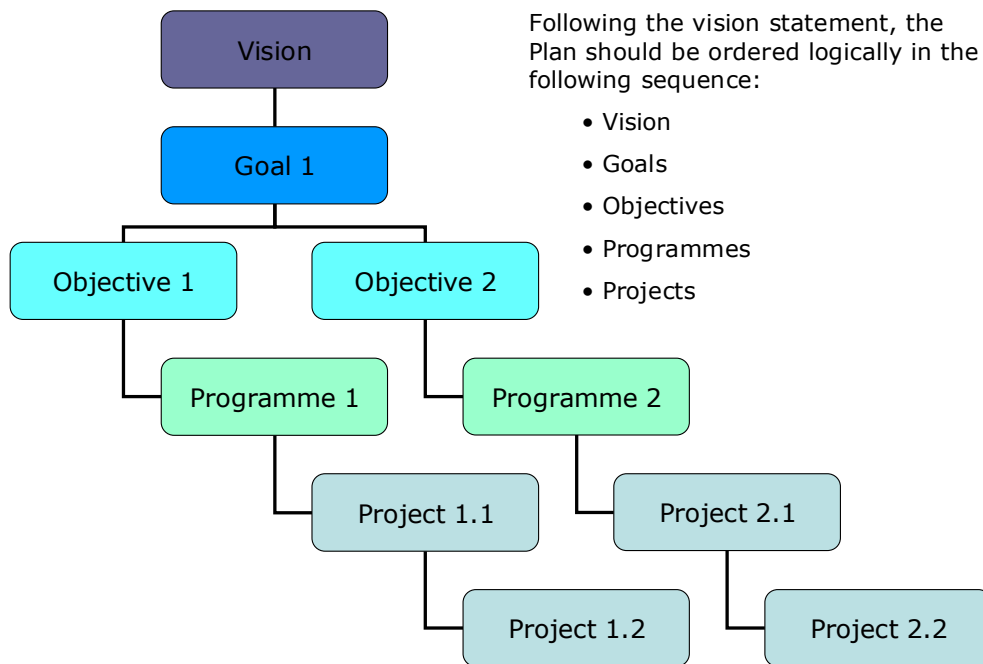 Vision
Goal 1
Objective 1
Objective 2
Programme 1
Programme 2
Project 1.1
Project 2.1
Project 1.2
Project 2.2
Following the vision statement, the
Plan should be ordered logically in the
following sequence:
• Vision
• Goals
• Objectives
• Programmes
• Projects